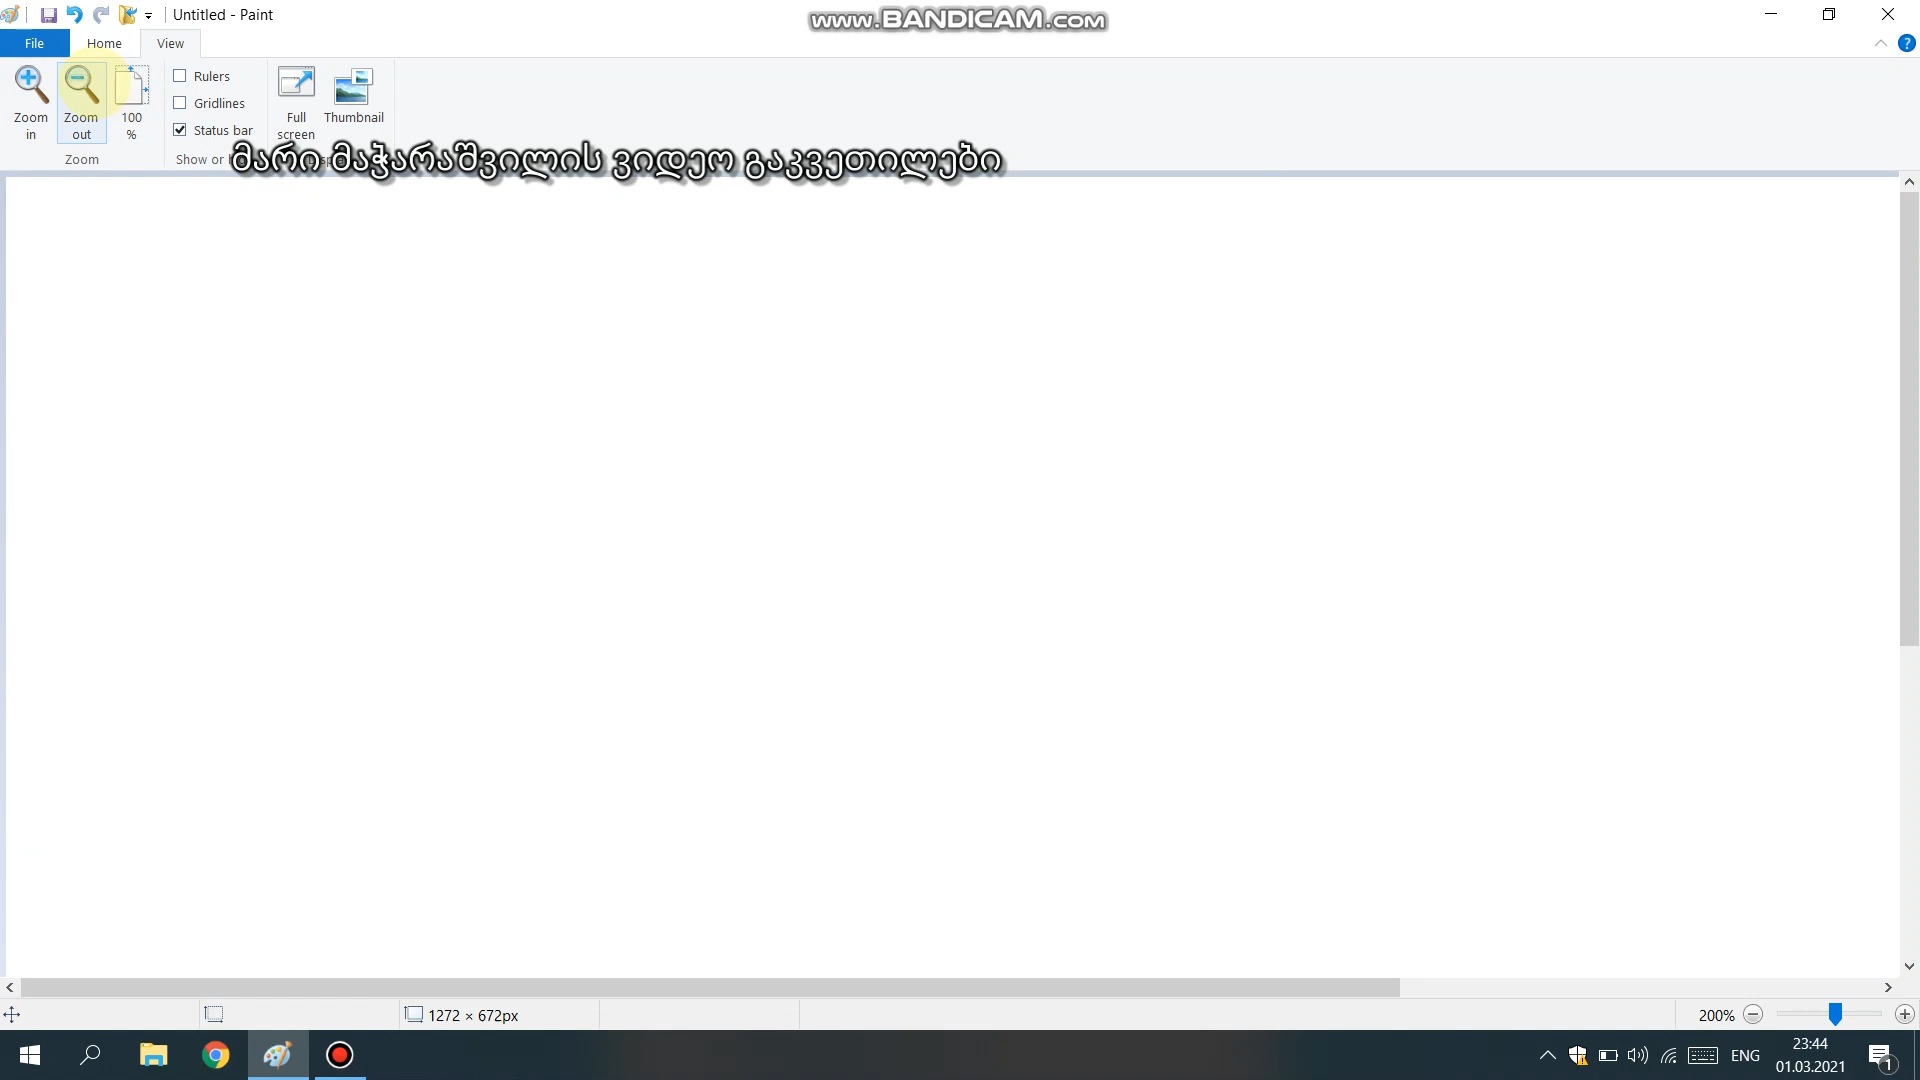 Untitled - Paint
www.BANDICAM.com
File
Home
View
Zoom in
Zoom out
100 %
Rulers
Gridlines
Status bar
Full screen
Thumbnail
Zoom
Show or
მარი მაჭარაშვილის ვიდეო გაკვეთილები
1272 × 672px
200%
ENG
23:44
01.03.2021
1